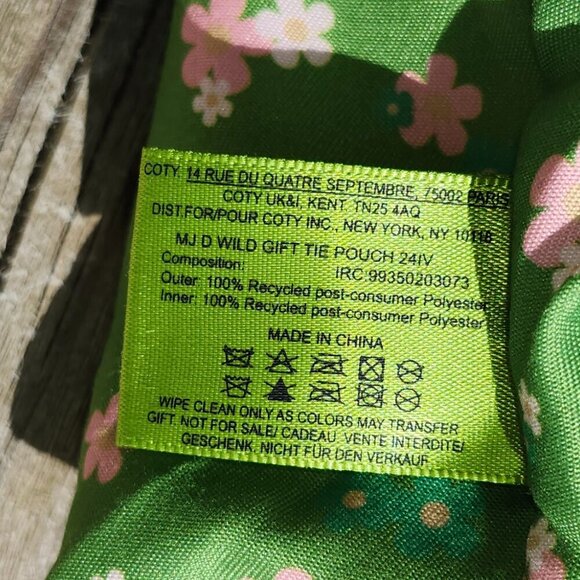 COTY. 14 RUE DU QUATRE SEPTEMBRE, 75002 PARIS
COTY UK&I, KENT TN25 4AQ
DIST.FOR/POUR COTY INC., NEW YORK, NY 10118
MJ D WILD GIFT TIE POUCH 24IV
Composition: IRC:99350203073
Outer: 100% Recycled post-consumer Polyester
Inner: 100% Recycled post-consumer Polyester
MADE IN CHINA
WIPE CLEAN ONLY AS COLORS MAY TRANSFER
GIFT. NOT FOR SALE/ CADEAU. VENTE INTERDITE/
GESCHENK. NICHT FÜR DEN VERKAUF